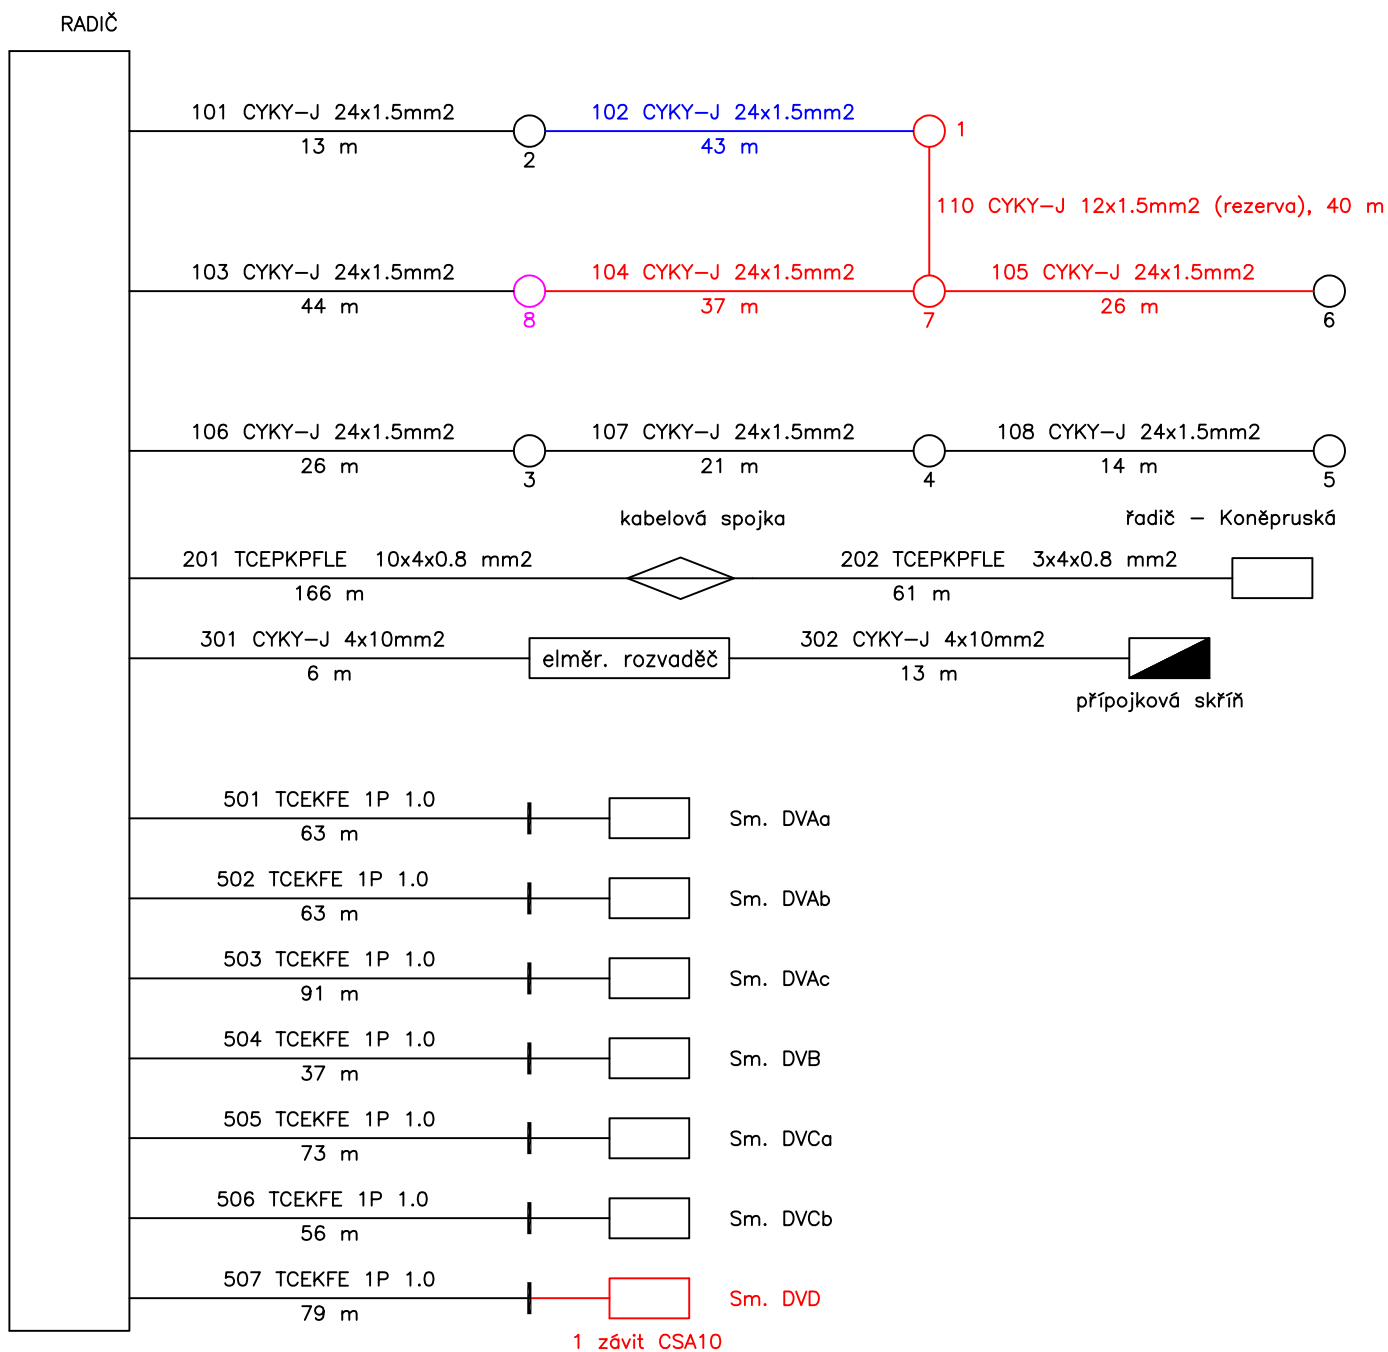 RADIČ
101 CYKY-J 24x1.5mm2
102 CYKY-J 24x1.5mm2
13 m
2
43 m
1
110 CYKY-J 12x1.5mm2 (rezerva), 40 m
103 CYKY-J 24x1.5mm2
104 CYKY-J 24x1.5mm2
105 CYKY-J 24x1.5mm2
44 m
8
37 m
7
26 m
6
106 CYKY-J 24x1.5mm2
107 CYKY-J 24x1.5mm2
108 CYKY-J 24x1.5mm2
26 m
3
21 m
4
14 m
5
kabelová spojka
řadič - Koněpruská
201 TCEPKPFLE 10x4x0.8 mm2
202 TCEPKPFLE 3x4x0.8 mm2
166 m
61 m
301 CYKY-J 4x10mm2
elměr. rozvaděč
302 CYKY-J 4x10mm2
6 m
13 m
přípojková skříň
501 TCEKFE 1P 1.0
63 m
Sm. DVAa
502 TCEKFE 1P 1.0
63 m
Sm. DVAb
503 TCEKFE 1P 1.0
91 m
Sm. DVAc
504 TCEKFE 1P 1.0
37 m
Sm. DVB
505 TCEKFE 1P 1.0
73 m
Sm. DVCa
506 TCEKFE 1P 1.0
56 m
Sm. DVCb
507 TCEKFE 1P 1.0
79 m
Sm. DVD
1 závit CSA10